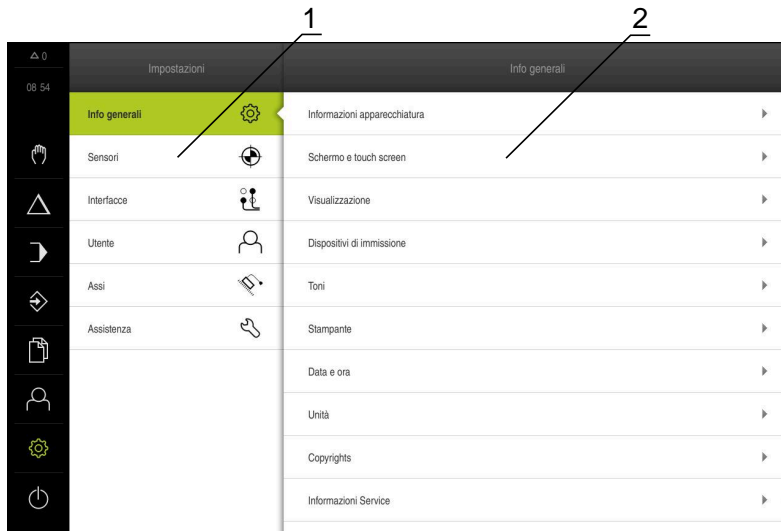 1
2
0
Impostazioni
Info generali
08 54
Info generali
Sensori
Interfacce
Utente
Assi
Assistenza
Informazioni apparecchiatura
Schermo e touch screen
Visualizzazione
Dispositivi di immissione
Toni
Stampante
Data e ora
Unità
Copyrights
Informazioni Service